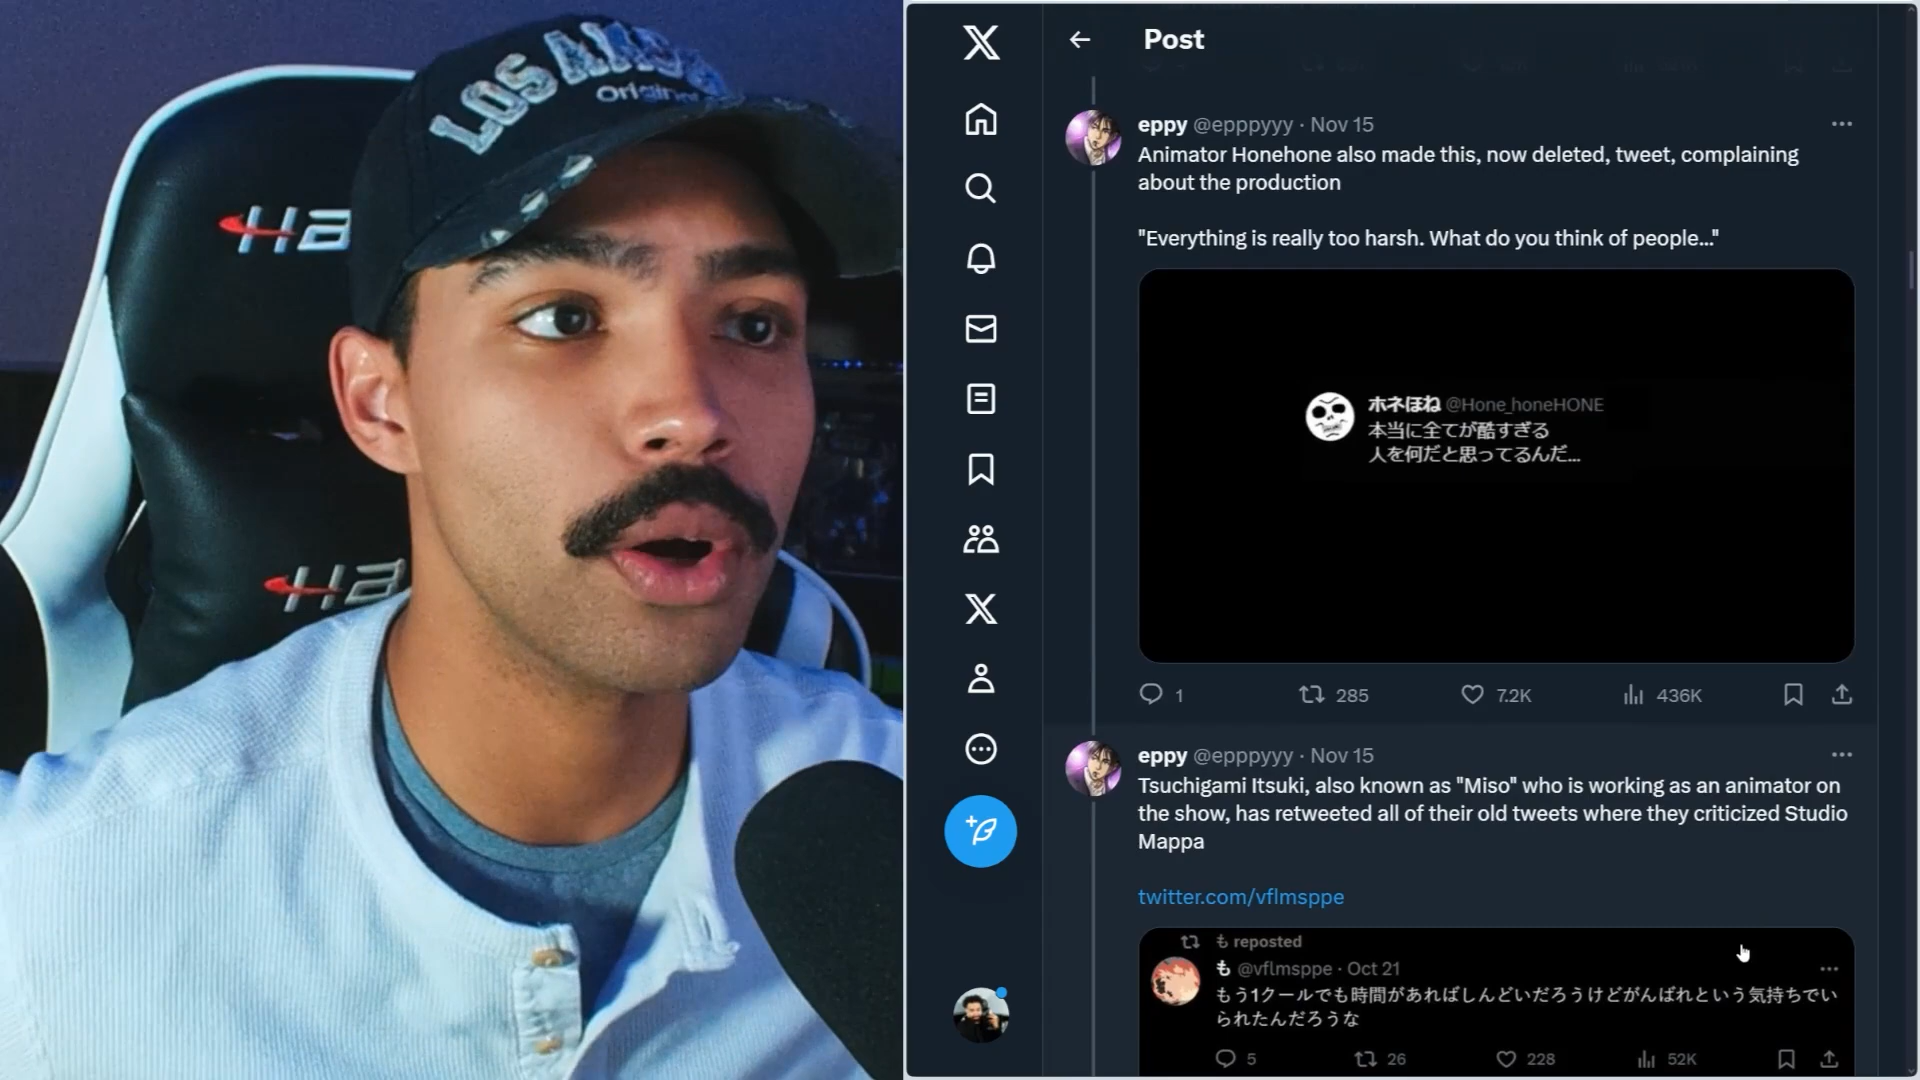 LOS AN
Original
Ha
Ha
Post
eppy @epppyyy · Nov 15
Animator Honehone also made this, now deleted, tweet, complaining
about the production
"Everything is really too harsh. What do you think of people..."
ホネほね @Hone_honeHONE
本当に全てが酷すぎる
人を何だと思ってるんだ...
1 285 7.2K 436K
eppy @epppyyy · Nov 15
Tsuchigami Itsuki, also known as "Miso" who is working as an animator on
the show, has retweeted all of their old tweets where they criticized Studio
Mappa
twitter.com/vflmsppe
も reposted
も @vflmsppe · Oct 21
もう1クールでも時間があればしんどいだろうけどがんばれという気持ちでい
られたんだろうな
5 26 228 52K